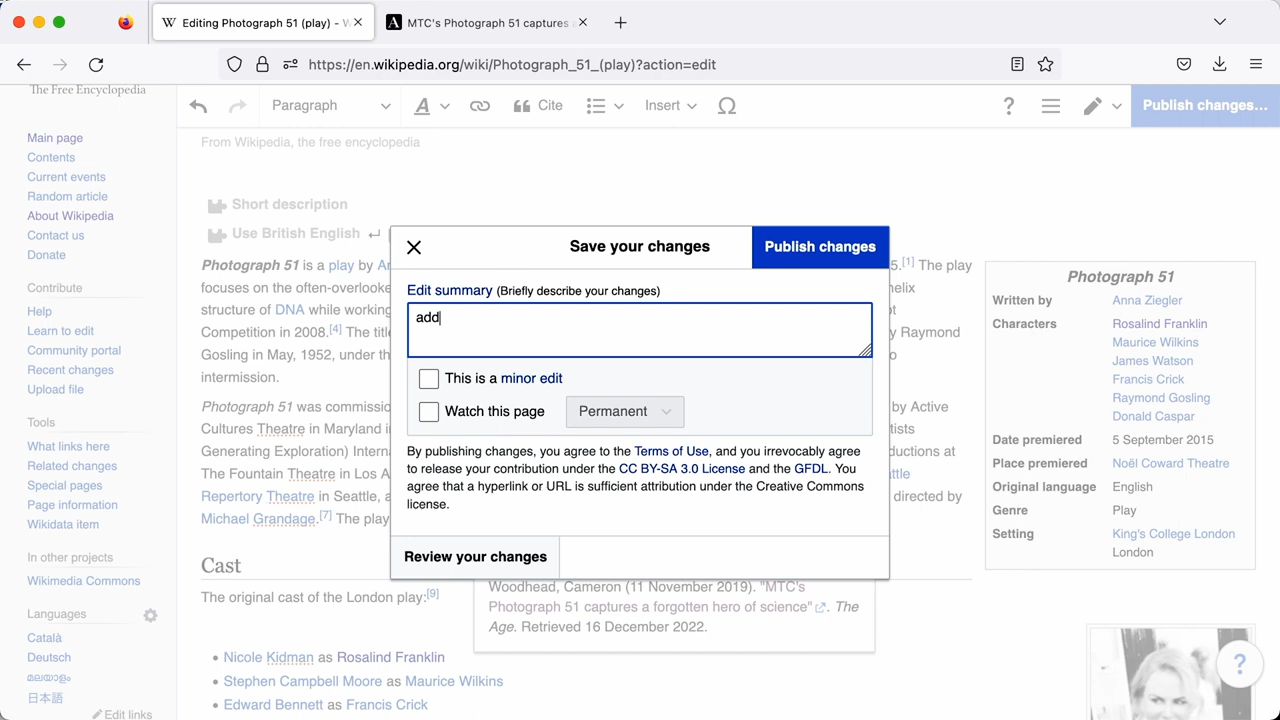 Editing Photograph 51 (play) - W
MTC's Photograph 51 captures a
https://en.wikipedia.org/wiki/Photograph_51_(play)?action=edit
The Free Encyclopedia
Main page
Contents
Current events
Random article
About Wikipedia
Contact us
Donate
Contribute
Help
Learn to edit
Community portal
Recent changes
Upload file
Tools
What links here
Related changes
Special pages
Page information
Wikidata item
In other projects
Wikimedia Commons
Languages
Català
Deutsch
മലയാളം
日本語
Edit links
Paragraph
A
Cite
Insert
Ω
?
Publish changes...
From Wikipedia, the free encyclopedia
Short description
Use British English
Photograph 51 is a play by An
5.[1] The play
focuses on the often-overlooke
helix
structure of DNA while working
Competition in 2008.[4] The title
y Raymond
Gosling in May, 1952, under th
intermission.
Photograph 51 was commissio
by Active
Cultures Theatre in Maryland i
tists
Generating Exploration) Intern
ductions at
The Fountain Theatre in Los A
attle
Repertory Theatre in Seattle, a
directed by
Michael Grandage.[7] The play
Cast
The original cast of the London play:[9]
• Nicole Kidman as Rosalind Franklin
• Stephen Campbell Moore as Maurice Wilkins
• Edward Bennett as Francis Crick
Save your changes
Publish changes
Edit summary (Briefly describe your changes)
add
This is a minor edit
Watch this page
Permanent
By publishing changes, you agree to the Terms of Use, and you irrevocably agree
to release your contribution under the CC BY-SA 3.0 License and the GFDL. You
agree that a hyperlink or URL is sufficient attribution under the Creative Commons
license.
Review your changes
Woodhead, Cameron (11 November 2019). "MTC's
Photograph 51 captures a forgotten hero of science". The
Age. Retrieved 16 December 2022.
Photograph 51
Written by Anna Ziegler
Characters Rosalind Franklin
Maurice Wilkins
James Watson
Francis Crick
Raymond Gosling
Donald Caspar
Date premiered 5 September 2015
Place premiered Noël Coward Theatre
Original language English
Genre Play
Setting King's College London
London
?